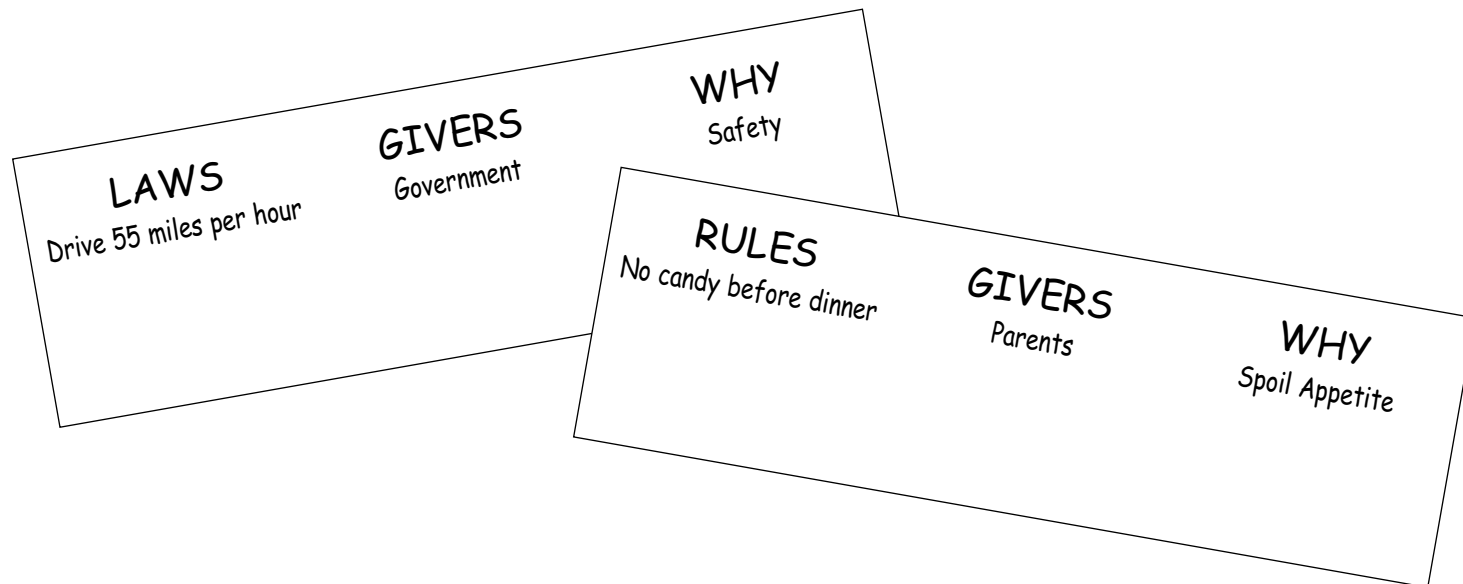 LAWS
Drive 55 miles per hour
GIVERS
Government
WHY
Safety
RULES
No candy before dinner
GIVERS
Parents
WHY
Spoil Appetite